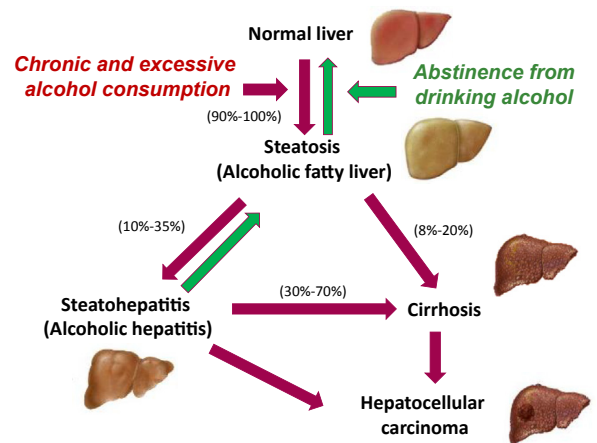 Normal liver
Chronic and excessive
alcohol consumption
Abstinence from
drinking alcohol
(90%-100%)
Steatosis
(Alcoholic fatty liver)
(10%-35%)
(8%-20%)
Steatohepatitis
(Alcoholic hepatitis)
(30%-70%)
Cirrhosis
Hepatocellular
carcinoma